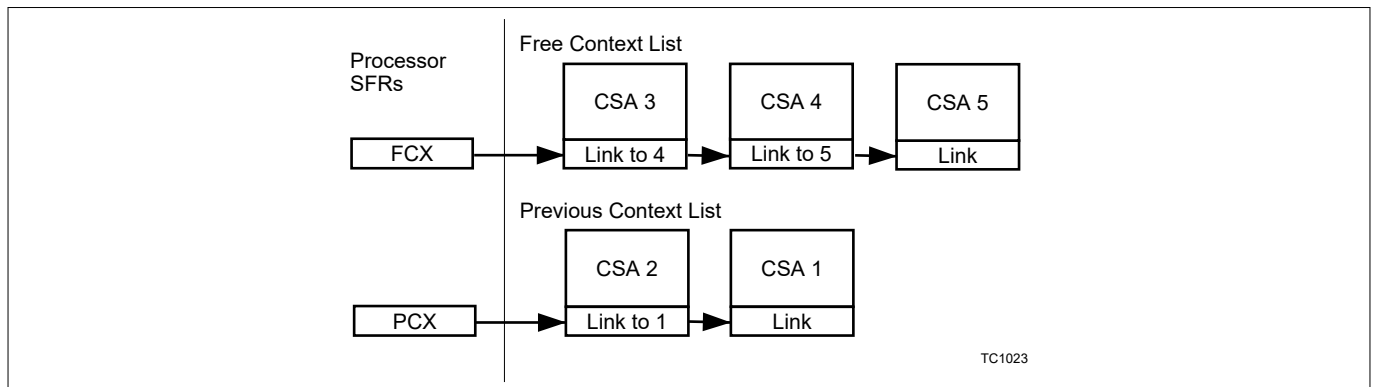 Processor
SFRs
Free Context List
CSA 3
CSA 4
CSA 5
FCX
Link to 4
Link to 5
Link
Previous Context List
CSA 2
CSA 1
PCX
Link to 1
Link
TC1023